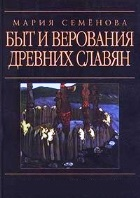 МАРИЯ СЕМЁНОВА
БЫТ И ВЕРОВАНИЯ
ДРЕВНИХ СЛАВЯН